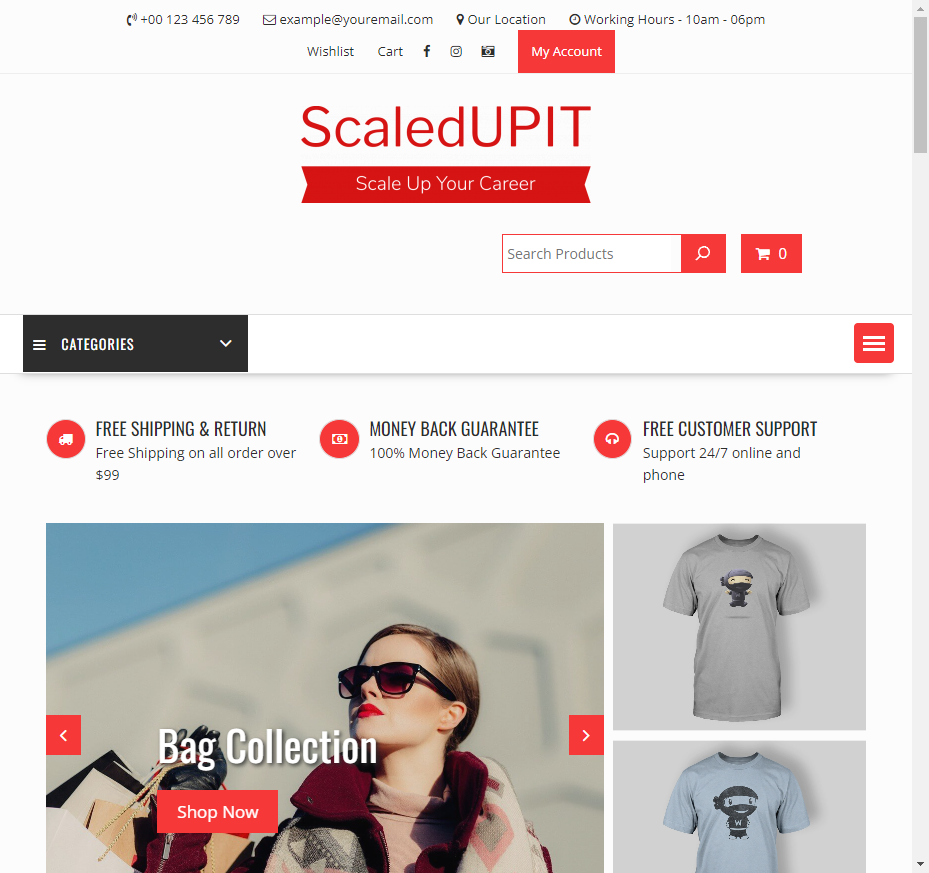 +00 123 456 789 example@youremail.com Our Location Working Hours - 10am - 06pm
Wishlist Cart My Account
ScaledUPIT
Scale Up Your Career
Search Products 0
CATEGORIES
FREE SHIPPING & RETURN
Free Shipping on all order over
$99
MONEY BACK GUARANTEE
100% Money Back Guarantee
FREE CUSTOMER SUPPORT
Support 24/7 online and
phone
Bag Collection
Shop Now
W